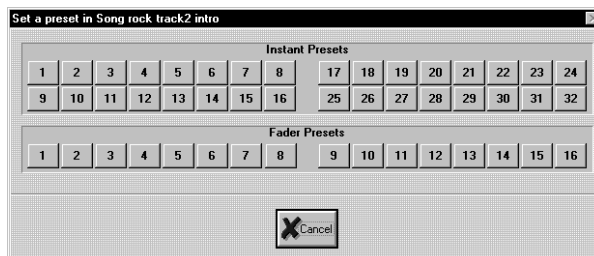 Set a preset in Song rock track2 intro
Instant Presets
1 2 3 4 5 6 7 8 17 18 19 20 21 22 23 24
9 10 11 12 13 14 15 16 25 26 27 28 29 30 31 32
Fader Presets
1 2 3 4 5 6 7 8 9 10 11 12 13 14 15 16
Cancel